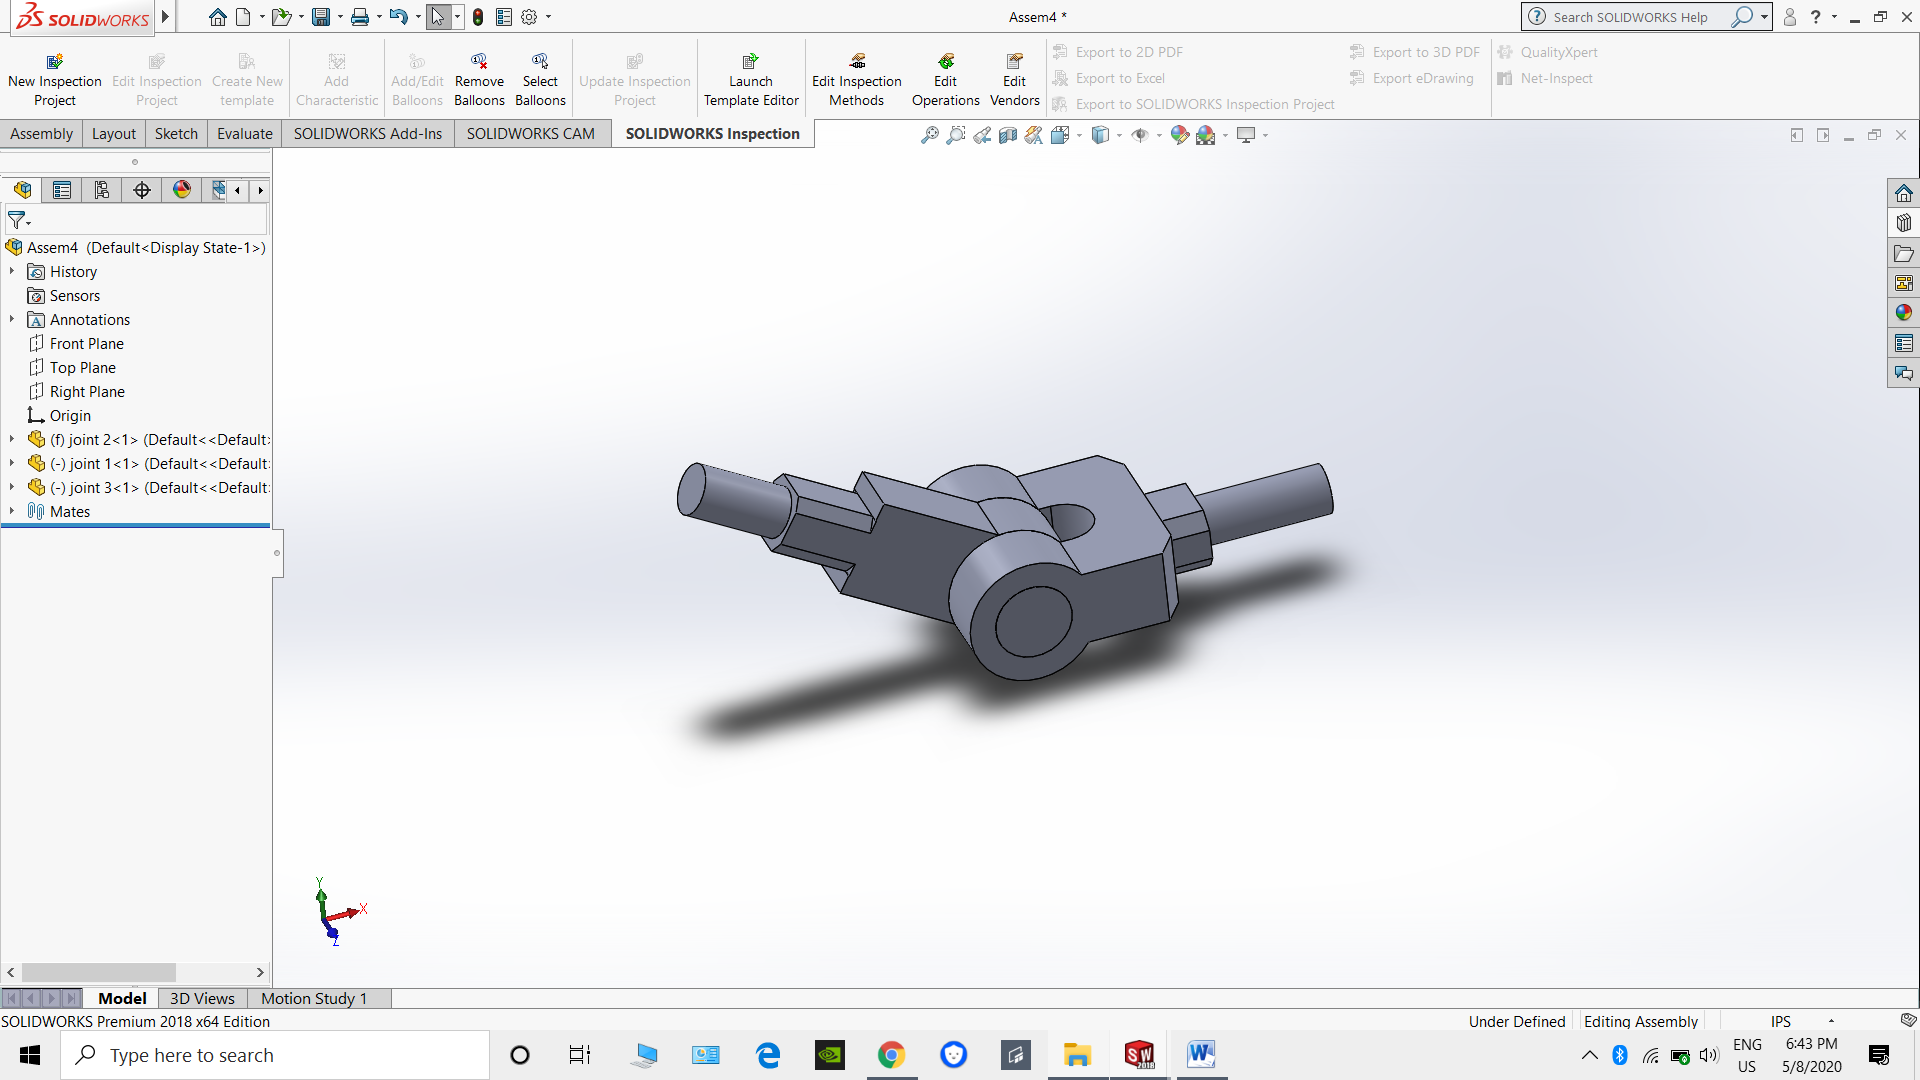 SOLIDWORKS
Assem4 *
Search SOLIDWORKS Help
New Inspection Project
Edit Inspection Project
Create New template
Add Characteristic
Add/Edit Balloons
Remove Balloons
Select Balloons
Update Inspection Project
Launch Template Editor
Edit Inspection Methods
Edit Operations
Edit Vendors
Export to 2D PDF
Export to Excel
Export to SOLIDWORKS Inspection Project
Export to 3D PDF
Export eDrawing
QualityXpert
Net-Inspect
Assembly
Layout
Sketch
Evaluate
SOLIDWORKS Add-Ins
SOLIDWORKS CAM
SOLIDWORKS Inspection
Assem4 (Default<Display State-1>)
History
Sensors
Annotations
Front Plane
Top Plane
Right Plane
Origin
(f) joint 2<1> (Default<<Default>
(-) joint 1<1> (Default<<Default>
(-) joint 3<1> (Default<<Default>
Mates
Y
X
Z
Model
3D Views
Motion Study 1
SOLIDWORKS Premium 2018 x64 Edition
Under Defined
Editing Assembly
IPS
Type here to search
ENG
US
6:43 PM
5/8/2020